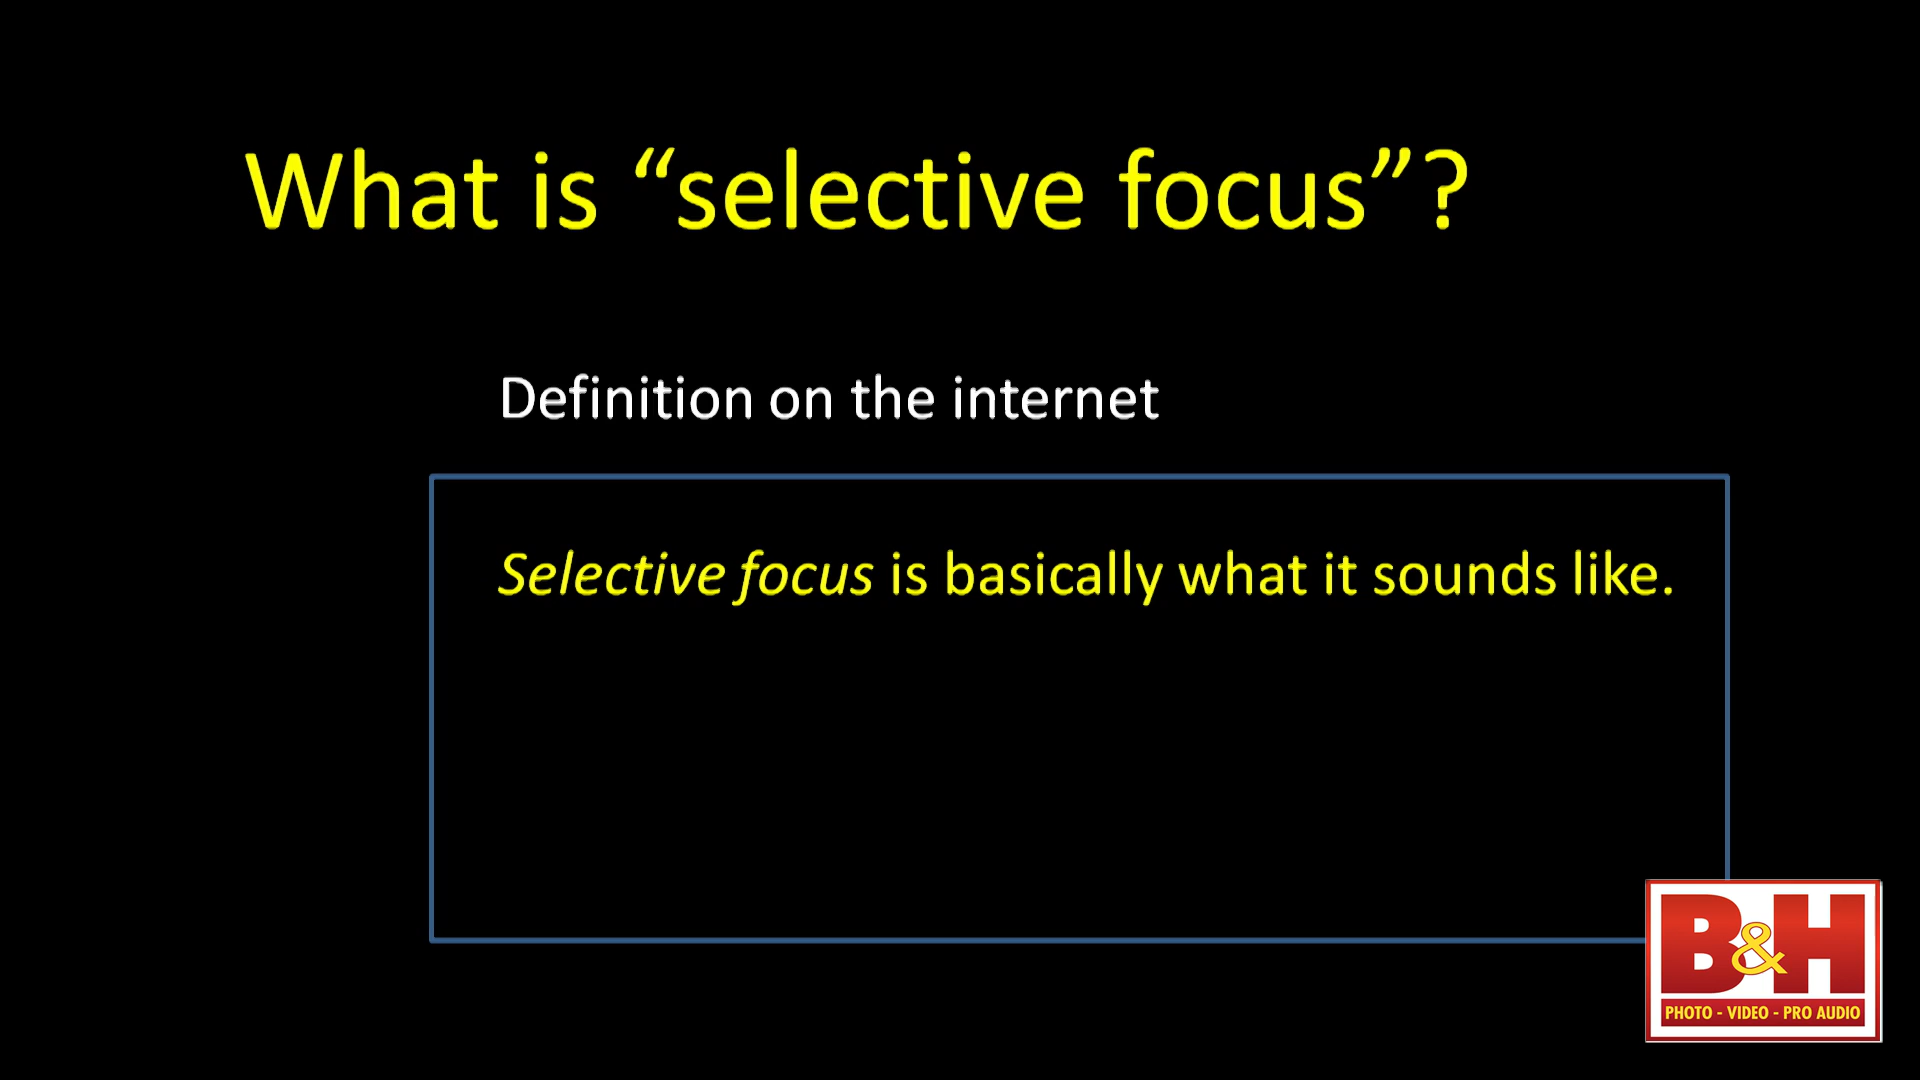 What is “selective focus”?
Definition on the internet
Selective focus is basically what it sounds like.
B&H
PHOTO - VIDEO - PRO AUDIO